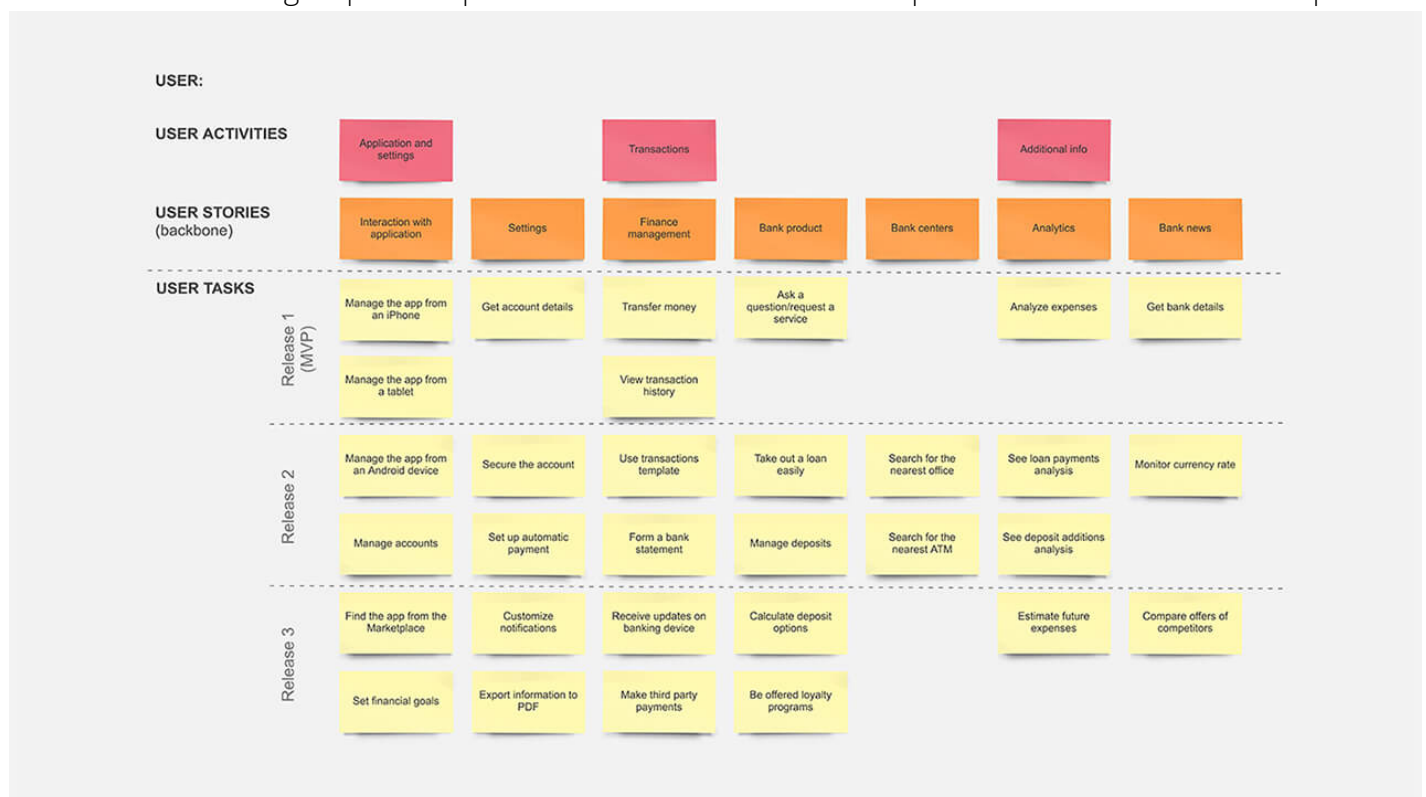 USER:
USER ACTIVITIES
Application and
settings
Transactions
Additional info
USER STORIES
(backbone)
Interaction with
application
Settings
Finance
management
Bank product
Bank centers
Analytics
Bank news
USER TASKS
Release 1
(MVP)
Manage the app from
an iPhone
Get account details
Transfer money
Ask a
question/request a
service
Analyze expenses
Get bank details
Manage the app from
a tablet
View transaction
history
Release 2
Manage the app from
an Android device
Secure the account
Use transactions
template
Take out a loan
easily
Search for the
nearest office
See loan payments
analysis
Monitor currency rate
Manage accounts
Set up automatic
payment
Form a bank
statement
Manage deposits
Search for the
nearest ATM
See deposit additions
analysis
Release 3
Find the app from the
Marketplace
Customize
notifications
Receive updates on
banking device
Calculate deposit
options
Estimate future
expenses
Compare offers of
competitors
Set financial goals
Export information to
PDF
Make third party
payments
Be offered loyalty
programs